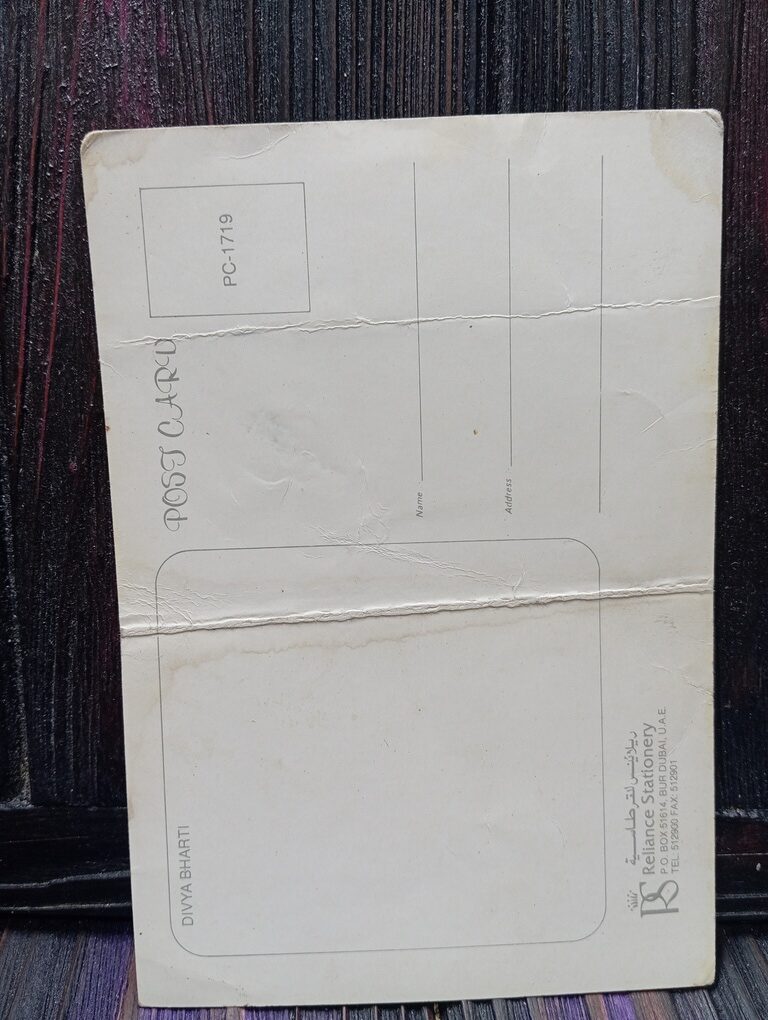 PC-1719
POST CARD
Name
Address
DIVYA BHARTI
ريلاينس للقرطاسية
RS Reliance Stationery
P.O. BOX 51614, BUR DUBAI, U.A.E.
TEL: 512900 FAX: 512901